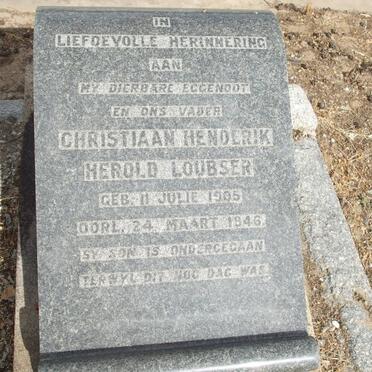 IN
LIEFDEVOLLE HERINNERING
AAN
MY DIERBARE EGGENOOT
EN ONS VADER
CHRISTIAAN HENDERIK
HEROLD LOUBSER
GEB. 11 JULIE 1905
OORL. 24. MAART 1946
SY SON IS ONDERGEGAAN
TERWYL DIT NOG DAG WAS.